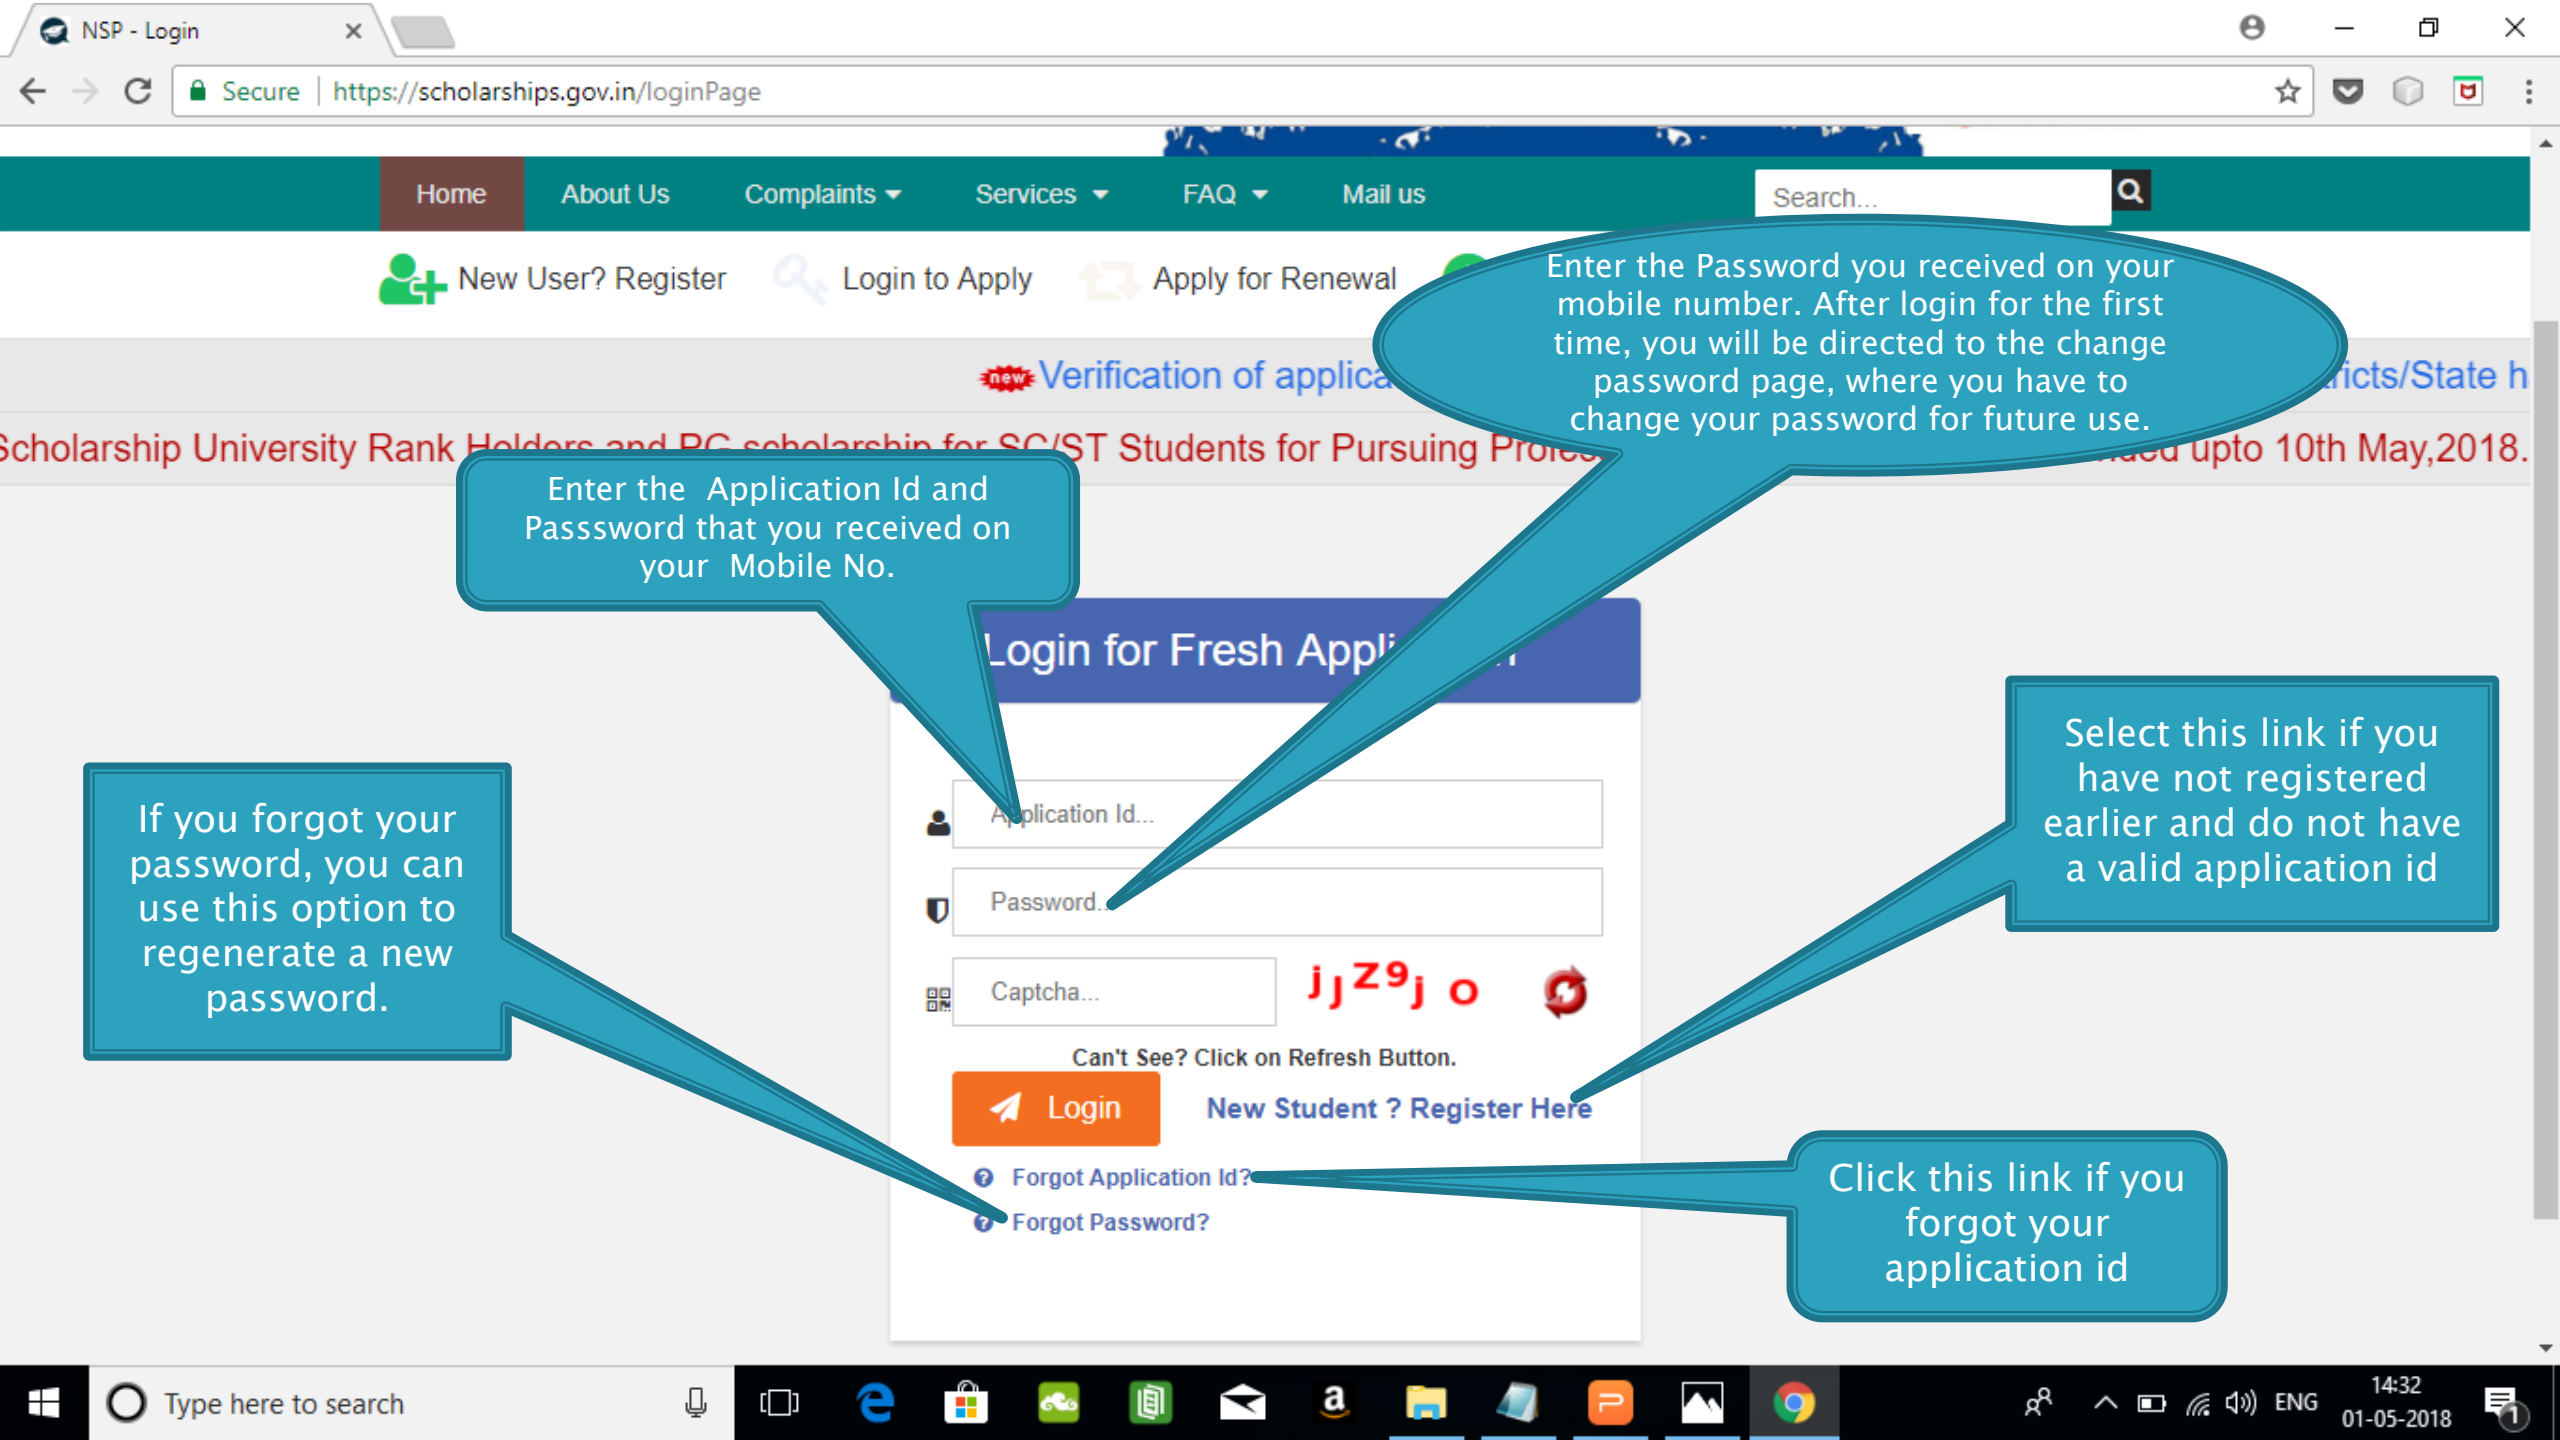 NSP - Login
Secure | https://scholarships.gov.in/loginPage
Home About Us Complaints Services FAQ Mail us Search...
New User? Register Login to Apply Apply for Renewal
Enter the Password you received on your
mobile number. After login for the first
time, you will be directed to the change
password page, where you have to
change your password for future use.
new Verification of ricts/State h
Scholarship University Rank Holders and PG scholarship for SC/ST Students for Pursuing upto 10th May,2018.
Enter the Application Id and
Passsword that you received on
your Mobile No.
Login for Fresh
Select this link if you
have not registered
earlier and do not have
a valid application id
If you forgot your
password, you can
use this option to
regenerate a new
password.
Application Id...
Password...
Captcha... jJZ9j o
Can't See? Click on Refresh Button.
Login New Student ? Register Here
Forgot Application Id?
Forgot Password?
Click this link if you
forgot your
application id
Type here to search
ENG
14:32
01-05-2018
1